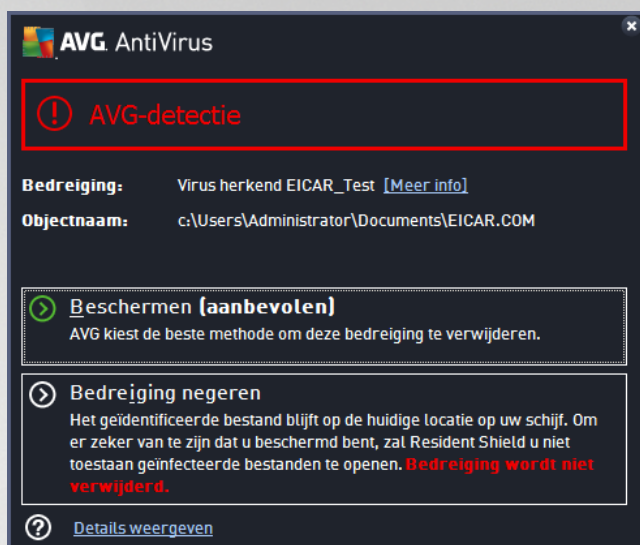 AVG. AntiVirus
AVG-detectie
Bedreiging: Virus herkend EICAR_Test [Meer info]
Objectnaam: c:\Users\Administrator\Documents\EICAR.COM
Beschermen (aanbevolen)
AVG kiest de beste methode om deze bedreiging te verwijderen.
Bedreiging negeren
Het geïdentificeerde bestand blijft op de huidige locatie op uw schijf. Om
er zeker van te zijn dat u beschermd bent, zal Resident Shield u niet
toestaan geïnfecteerde bestanden te openen. Bedreiging wordt niet
verwijderd.
Details weergeven